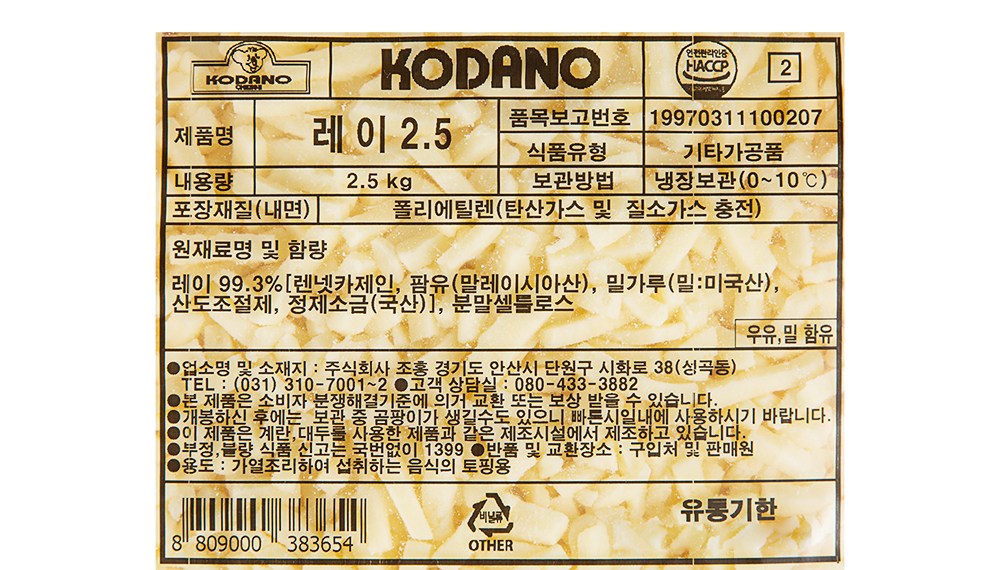 KODANO
CHEESE
KODANO
안전관리인증
HACCP
2
제품명
레이 2.5
품목보고번호
19970311100207
식품유형
기타가공품
내용량
2.5 kg
보관방법
냉장보관(0~10℃)
포장재질(내면)
폴리에틸렌(탄산가스 및 질소가스 충전)
원재료명 및 함량
레이 99.3%[렌넷카제인, 팜유(말레이시아산), 밀가루(밀:미국산),
산도조절제, 정제소금(국산)], 분말셀룰로스
우유,밀 함유
●업소명 및 소재지 : 주식회사 조흥 경기도 안산시 단원구 시화로 38(성곡동)
TEL : (031) 310-7001~2 ●고객 상담실 : 080-433-3882
●본 제품은 소비자 분쟁해결기준에 의거 교환 또는 보상 받을 수 있습니다.
●개봉하신 후에는 보관 중 곰팡이가 생길수도 있으니 빠른시일내에 사용하시기 바랍니다.
●이 제품은 계란,대두를 사용한 제품과 같은 제조시설에서 제조하고 있습니다.
●부정,불량 식품 신고는 국번없이 1399 ●반품 및 교환장소 : 구입처 및 판매원
●용도 : 가열조리하여 섭취하는 음식의 토핑용
8 809000 383654
비닐류
OTHER
유통기한